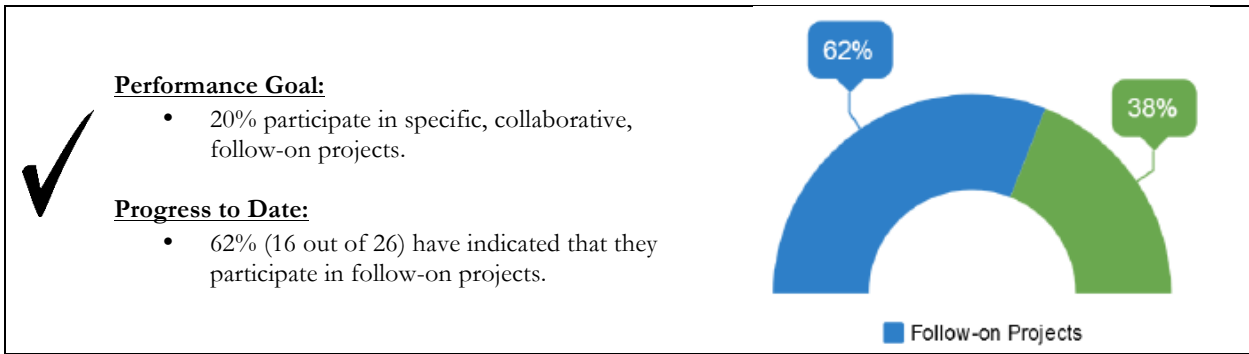 Performance Goal:
• 20% participate in specific, collaborative,
follow-on projects.
Progress to Date:
• 62% (16 out of 26) have indicated that they
participate in follow-on projects.
62%
38%
Follow-on Projects